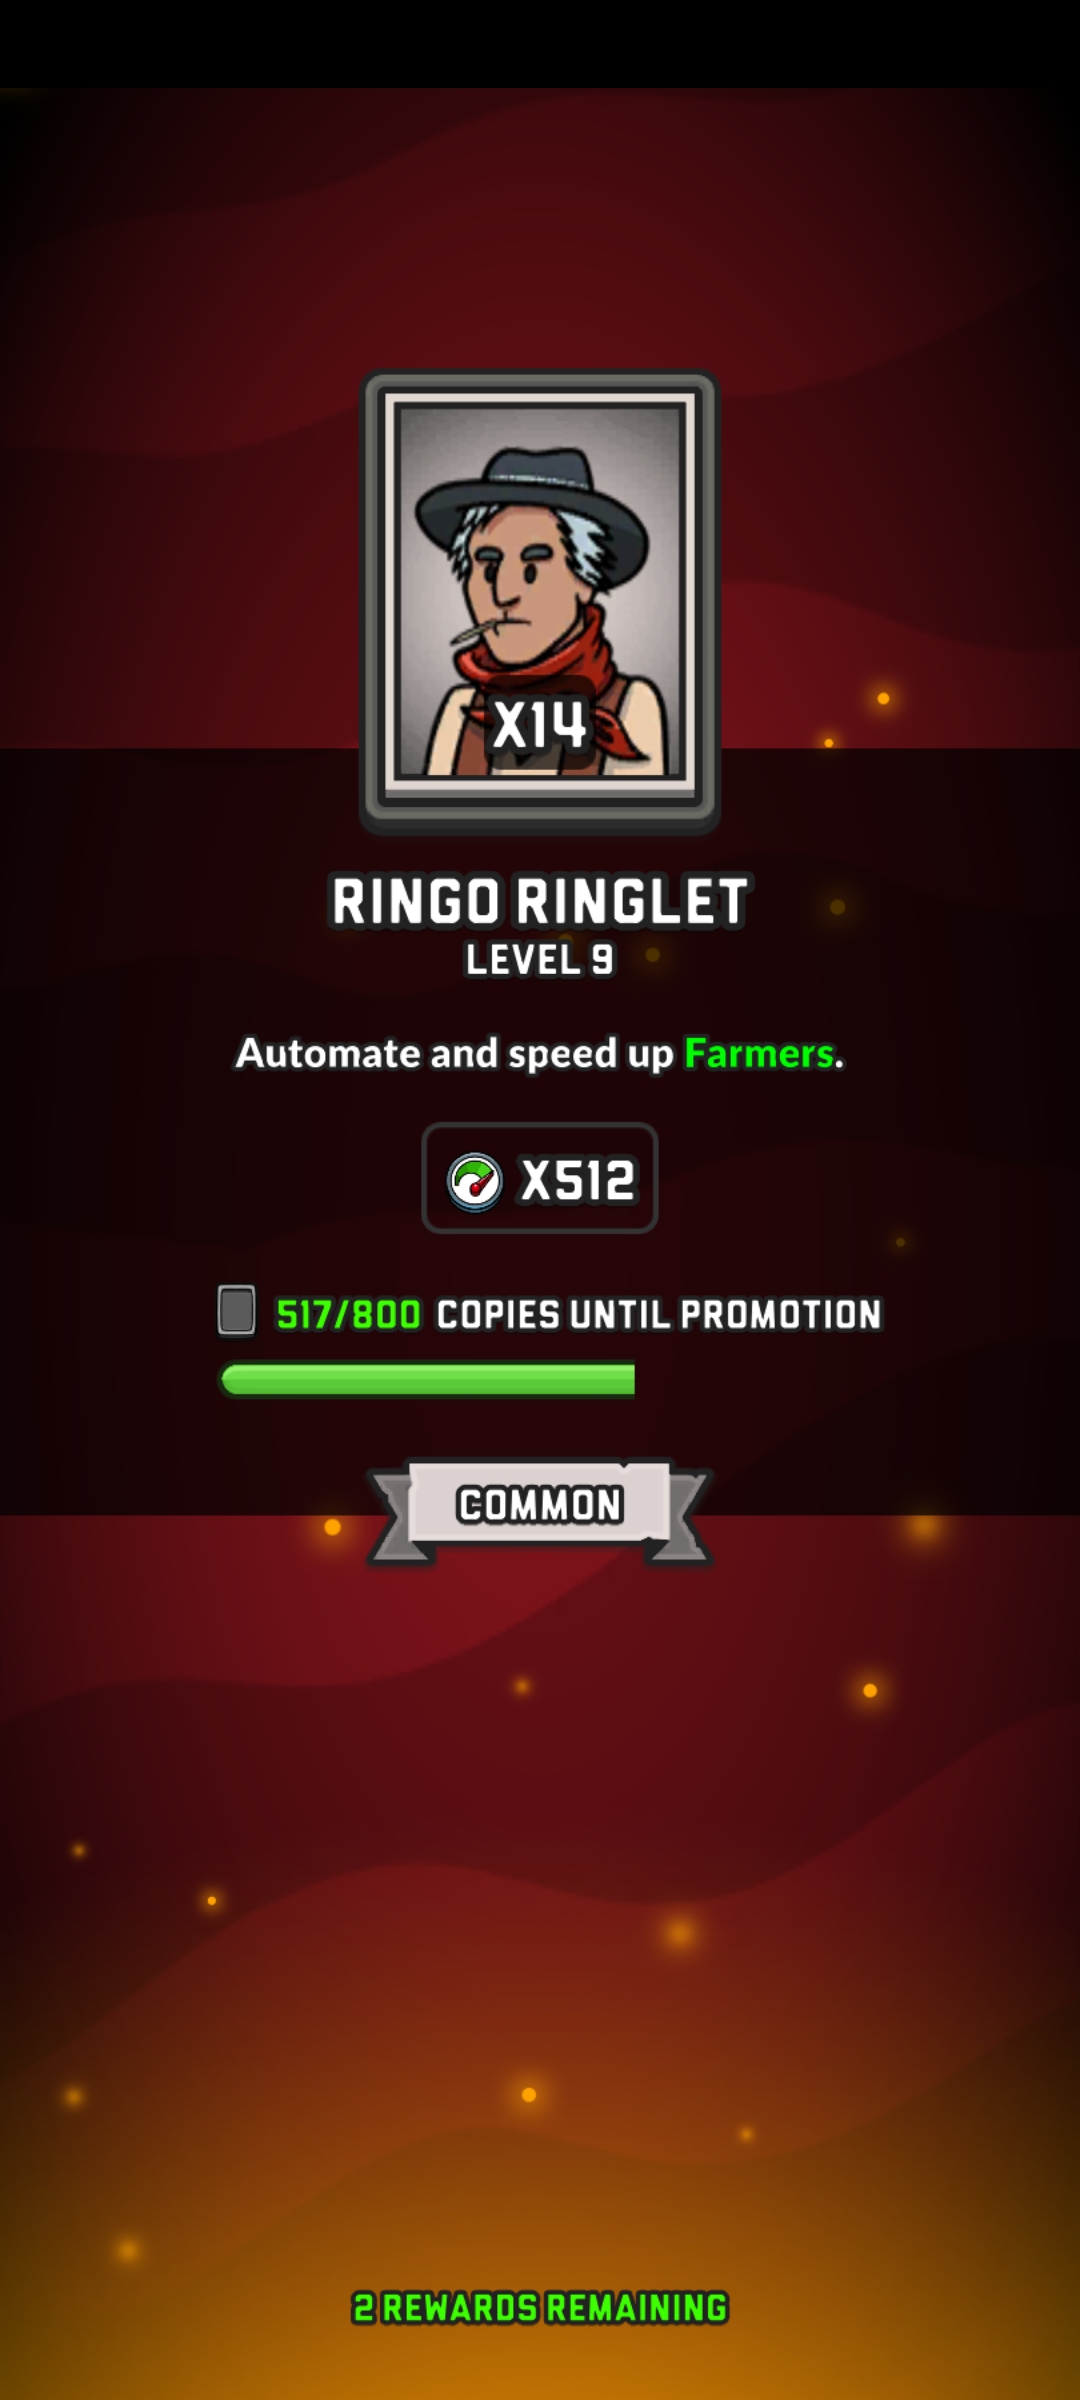 X14
RINGO RINGLET
LEVEL 9
Automate and speed up Farmers.
X512
517/800 COPIES UNTIL PROMOTION
COMMON
2 REWARDS REMAINING